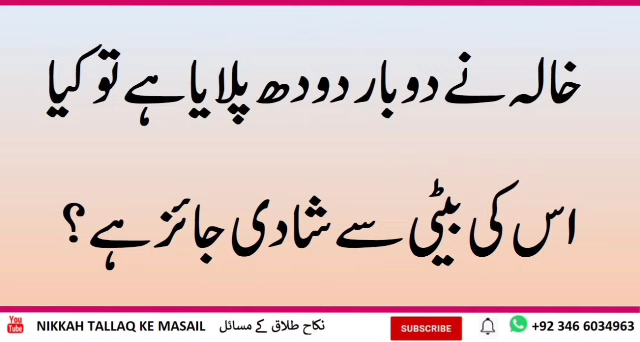 خالہ نے دو بار دودھ پلایا ہے تو کیا
اس کی بیٹی سے شادی جائز ہے ؟
You Tube NIKKAH TALLAQ KE MASAIL نکاح طلاق کے مسائل SUBSCRIBE +92 346 6034963